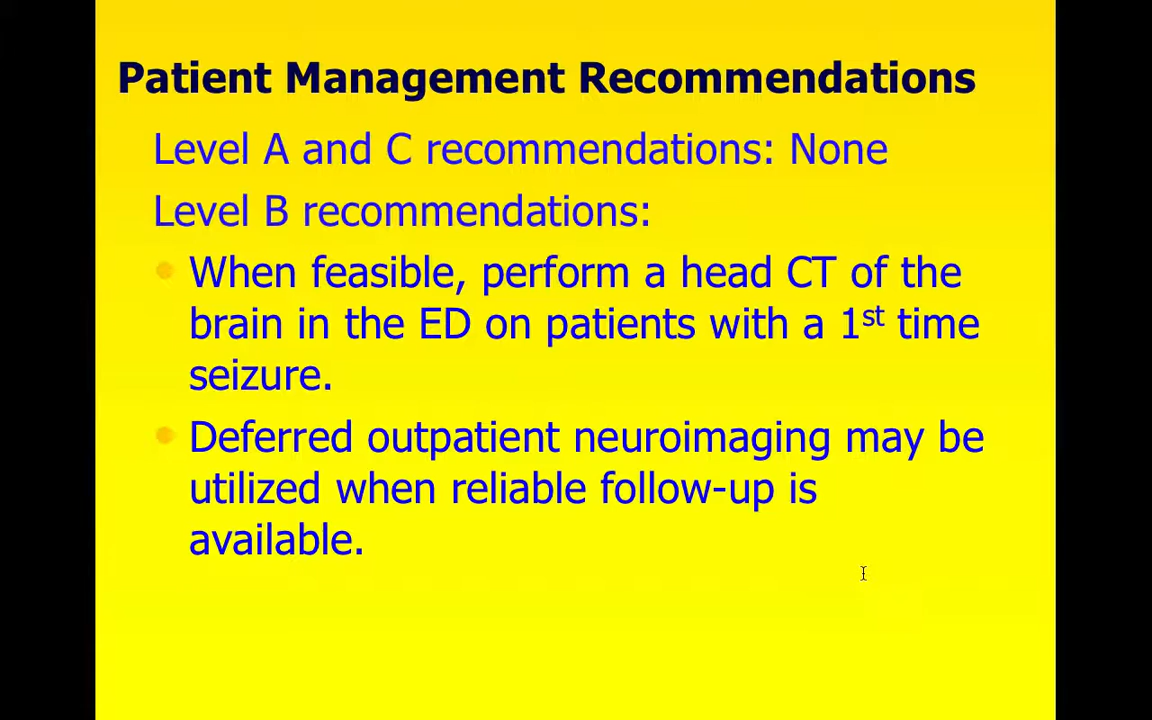 Patient Management Recommendations
Level A and C recommendations: None
Level B recommendations:
When feasible, perform a head CT of the
brain in the ED on patients with a 1st time
seizure.
Deferred outpatient neuroimaging may be
utilized when reliable follow-up is
available.